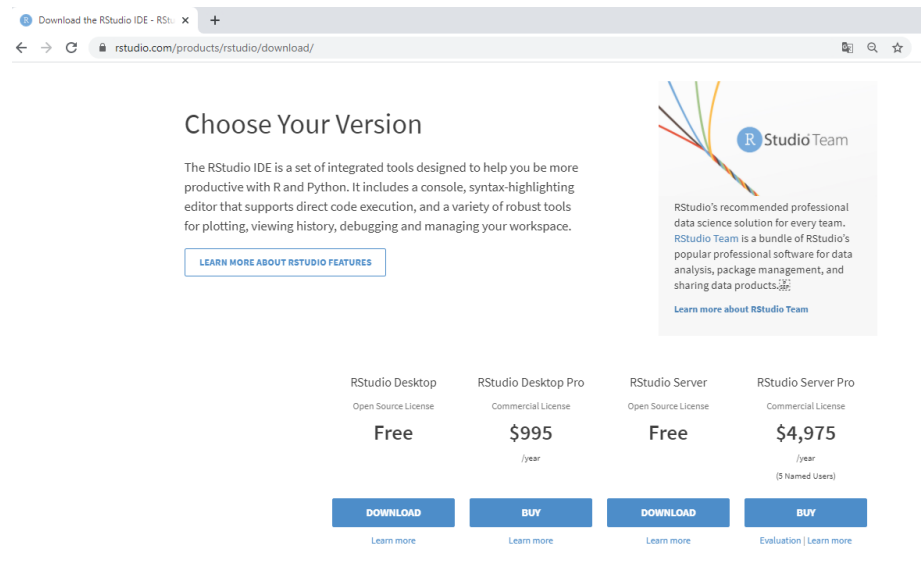 Download the RStudio IDE - RStu
rstudio.com/products/rstudio/download/
Choose Your Version
The RStudio IDE is a set of integrated tools designed to help you be more
productive with R and Python. It includes a console, syntax-highlighting
editor that supports direct code execution, and a variety of robust tools
for plotting, viewing history, debugging and managing your workspace.
LEARN MORE ABOUT RSTUDIO FEATURES
R Studio Team
RStudio's recommended professional
data science solution for every team.
RStudio Team is a bundle of RStudio's
popular professional software for data
analysis, package management, and
sharing data products.
Learn more about RStudio Team
RStudio Desktop RStudio Desktop Pro RStudio Server RStudio Server Pro
Open Source License Commercial License Open Source License Commercial License
Free $995 Free $4,975
/year /year
(5 Named Users)
DOWNLOAD BUY DOWNLOAD BUY
Learn more Learn more Learn more Evaluation | Learn more